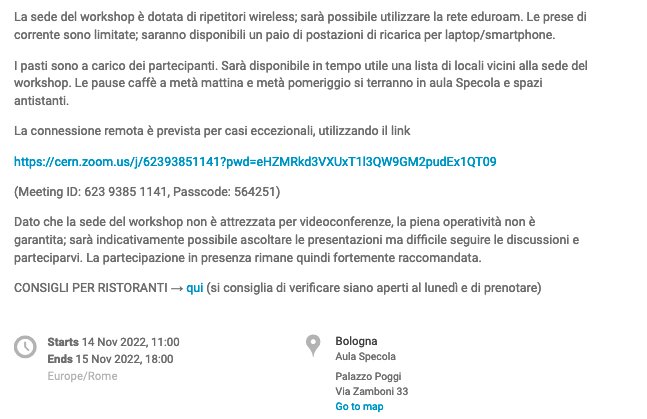 La sede del workshop è dotata di ripetitori wireless; sarà possibile utilizzare la rete eduroam. Le prese di
corrente sono limitate; saranno disponibili un paio di postazioni di ricarica per laptop/smartphone.
I pasti sono a carico dei partecipanti. Sarà disponibile in tempo utile una lista di locali vicini alla sede del
workshop. Le pause caffè a metà mattina e metà pomeriggio si terranno in aula Specola e spazi
antistanti.
La connessione remota è prevista per casi eccezionali, utilizzando il link
https://cern.zoom.us/j/62393851141?pwd=eHZMRkd3VXUxT1l3QW9GM2pudEx1QT09
(Meeting ID: 623 9385 1141, Passcode: 564251)
Dato che la sede del workshop non è attrezzata per videoconferenze, la piena operatività non è
garantita; sarà indicativamente possibile ascoltare le presentazioni ma difficile seguire le discussioni e
parteciparvi. La partecipazione in presenza rimane quindi fortemente raccomandata.
CONSIGLI PER RISTORANTI → qui (si consiglia di verificare siano aperti al lunedì e di prenotare)
Starts 14 Nov 2022, 11:00
Ends 15 Nov 2022, 18:00
Europe/Rome
Bologna
Aula Specola
Palazzo Poggi
Via Zamboni 33
Go to map